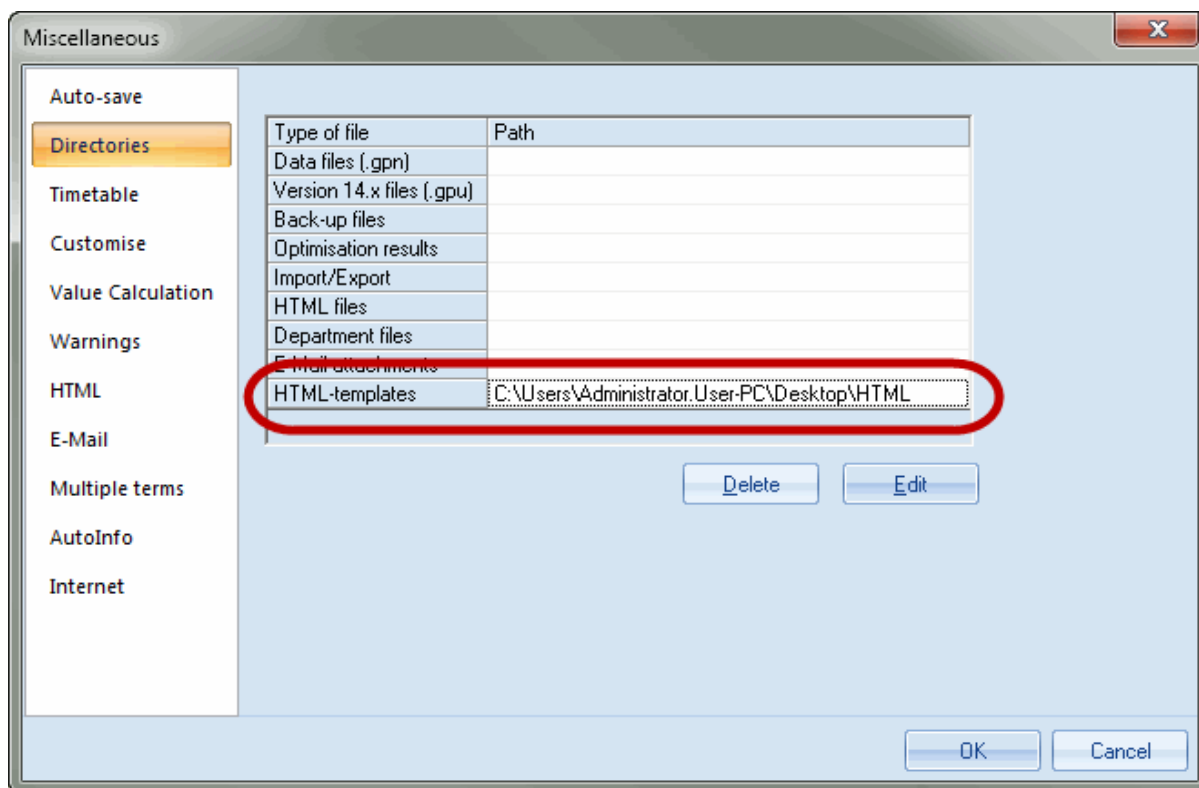 Miscellaneous
Auto-save
Directories
Timetable
Customise
Value Calculation
Warnings
HTML
E-Mail
Multiple terms
AutoInfo
Internet
Type of file Path
Data files (.gpn)
Version 14.x files (.gpu)
Back-up files
Optimisation results
Import/Export
HTML files
Department files
E-Mail attachments
HTML-templates C:\Users\Administrator.User-PC\Desktop\HTML
Delete Edit
OK Cancel